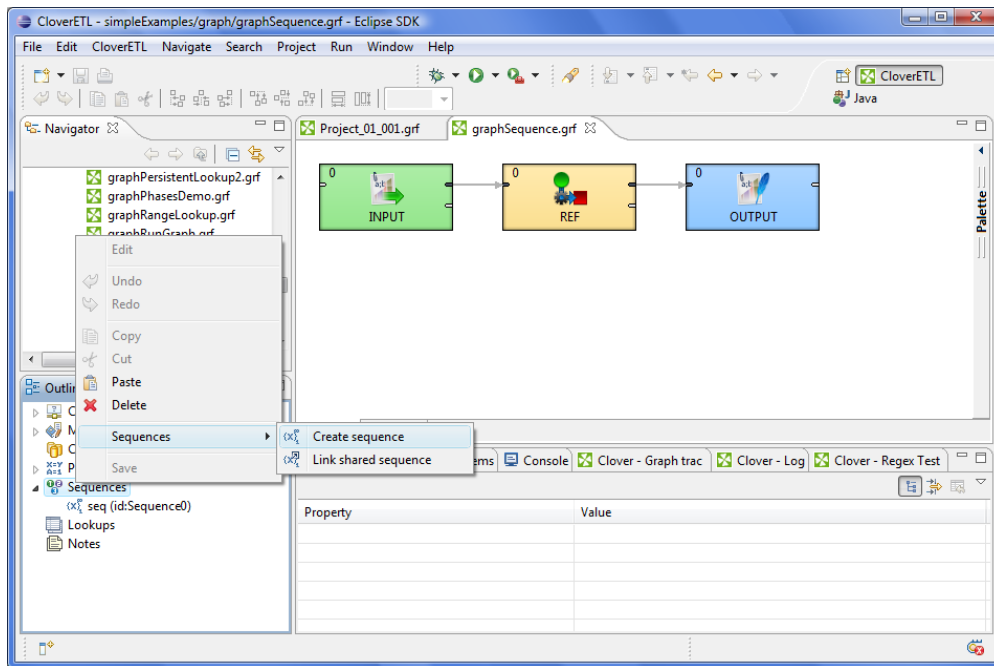 CloverETL - simpleExamples/graph/graphSequence.grf - Eclipse SDK
File Edit CloverETL Navigate Search Project Run Window Help
CloverETL
Java
Navigator
Project_01_001.grf
graphSequence.grf
graphPersistentLookup2.grf
graphPhasesDemo.grf
graphRangeLookup.grf
graphRunGraph.grf
0
INPUT
0
REF
0
OUTPUT
Palette
Edit
Undo
Redo
Copy
Cut
Paste
Delete
Sequences
Save
Create sequence
Link shared sequence
Console
Clover - Graph trac
Clover - Log
Clover - Regex Test
Property
Value
Sequences
seq (id:Sequence0)
Lookups
Notes